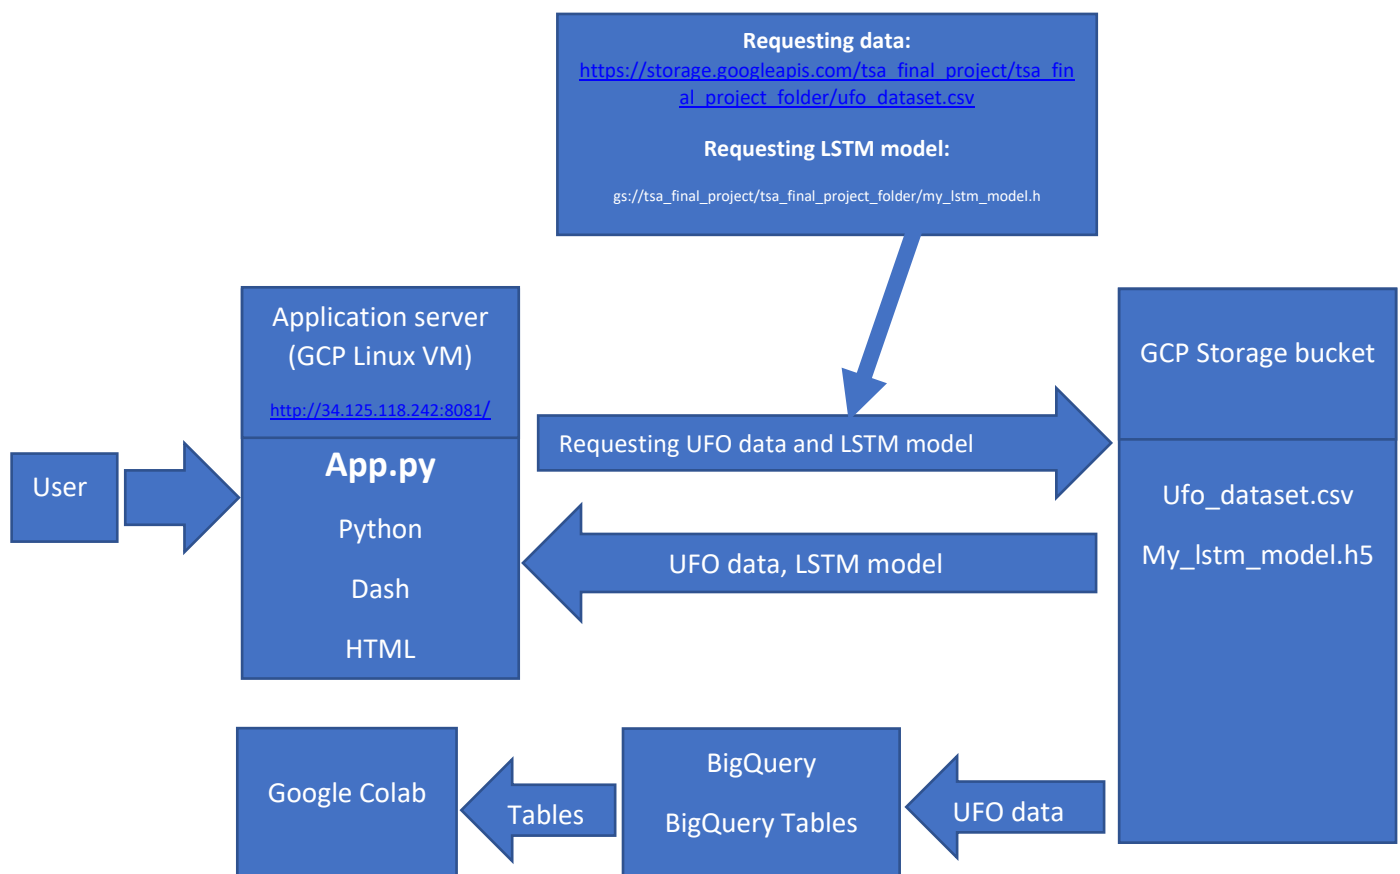 Requesting data:
https://storage.googleapis.com/tsa_final_project/tsa_fin
al_project_folder/ufo_dataset.csv
Requesting LSTM model:
gs://tsa_final_project/tsa_final_project_folder/my_lstm_model.h
Application server
(GCP Linux VM)
http://34.125.118.242:8081/
App.py
Python
Dash
HTML
User
Requesting UFO data and LSTM model
UFO data, LSTM model
GCP Storage bucket
Ufo_dataset.csv
My_lstm_model.h5
Google Colab
Tables
BigQuery
BigQuery Tables
UFO data